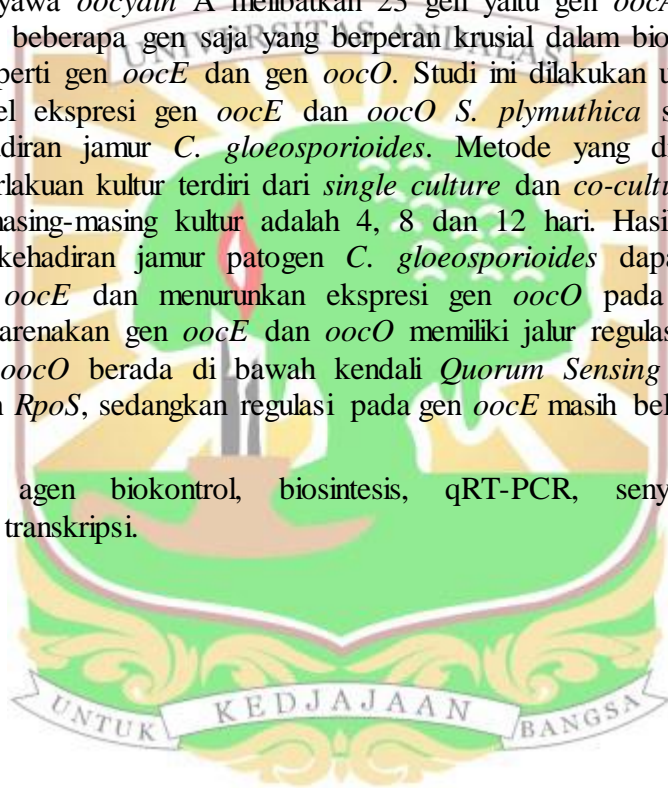 yawa oocydin A melibatkan 23 gen yaitu gen oocA
beberapa gen saja yang berperan krusial dalam bio
perti gen oocE dan gen oocO. Studi ini dilakukan u
el ekspresi gen oocE dan oocO S. plymuthica s
adiran jamur C. gloeosporioides. Metode yang d
rlakuan kultur terdiri dari single culture dan co-cultu
masing-masing kultur adalah 4, 8 dan 12 hari. Hasi
kehadiran jamur patogen C. gloeosporioides dapa
oocE dan menurunkan ekspresi gen oocO pada
arenakan gen oocE dan oocO memiliki jalur regulas
oocO berada di bawah kendali Quorum Sensing
n RpoS, sedangkan regulasi pada gen oocE masih bel
agen biokontrol, biosintesis, qRT-PCR, seny
transkripsi.
UNIVERSITAS ANDALAS
UNTUK KEDJAJAAN BANGSA